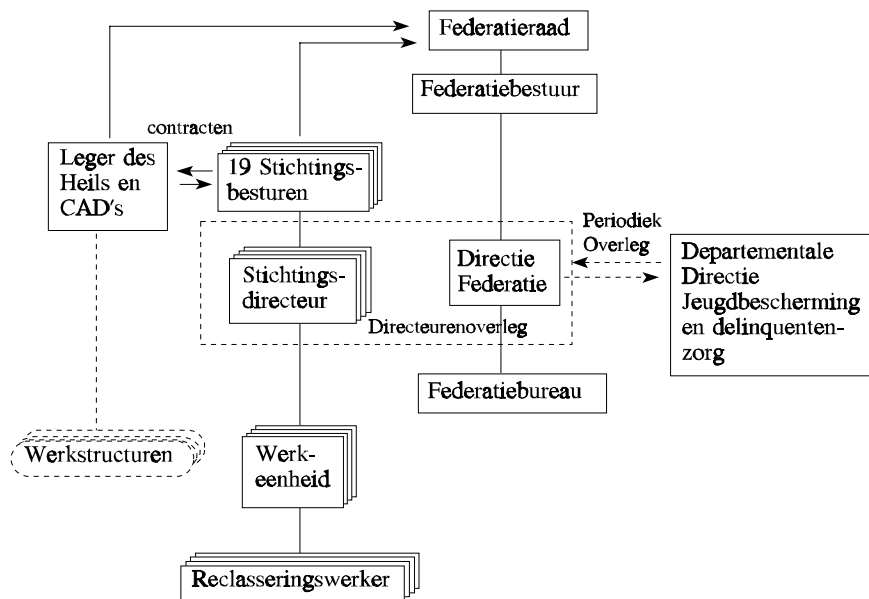 Federatieraad
Federatiebestuur
contracten
Leger des
Heils en
CAD's
19 Stichtings-
besturen
Periodiek
Overleg
Stichtings-
directeur
Directie
Federatie
Departementale
Directie
Jeugdbescherming
en delinquenten-
zorg
Directeurenoverleg
Federatiebureau
Werkstructuren
Werk-
eenheid
Reclasseringswerker